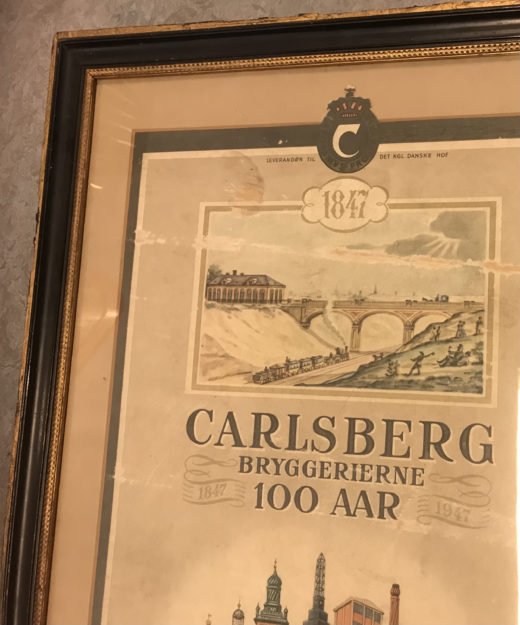 C
LEVERANDØR TIL DET KGL. DANSKE HOF
1847
CARLSBERG
BRYGGERIERNE
1847 100 AAR 1947